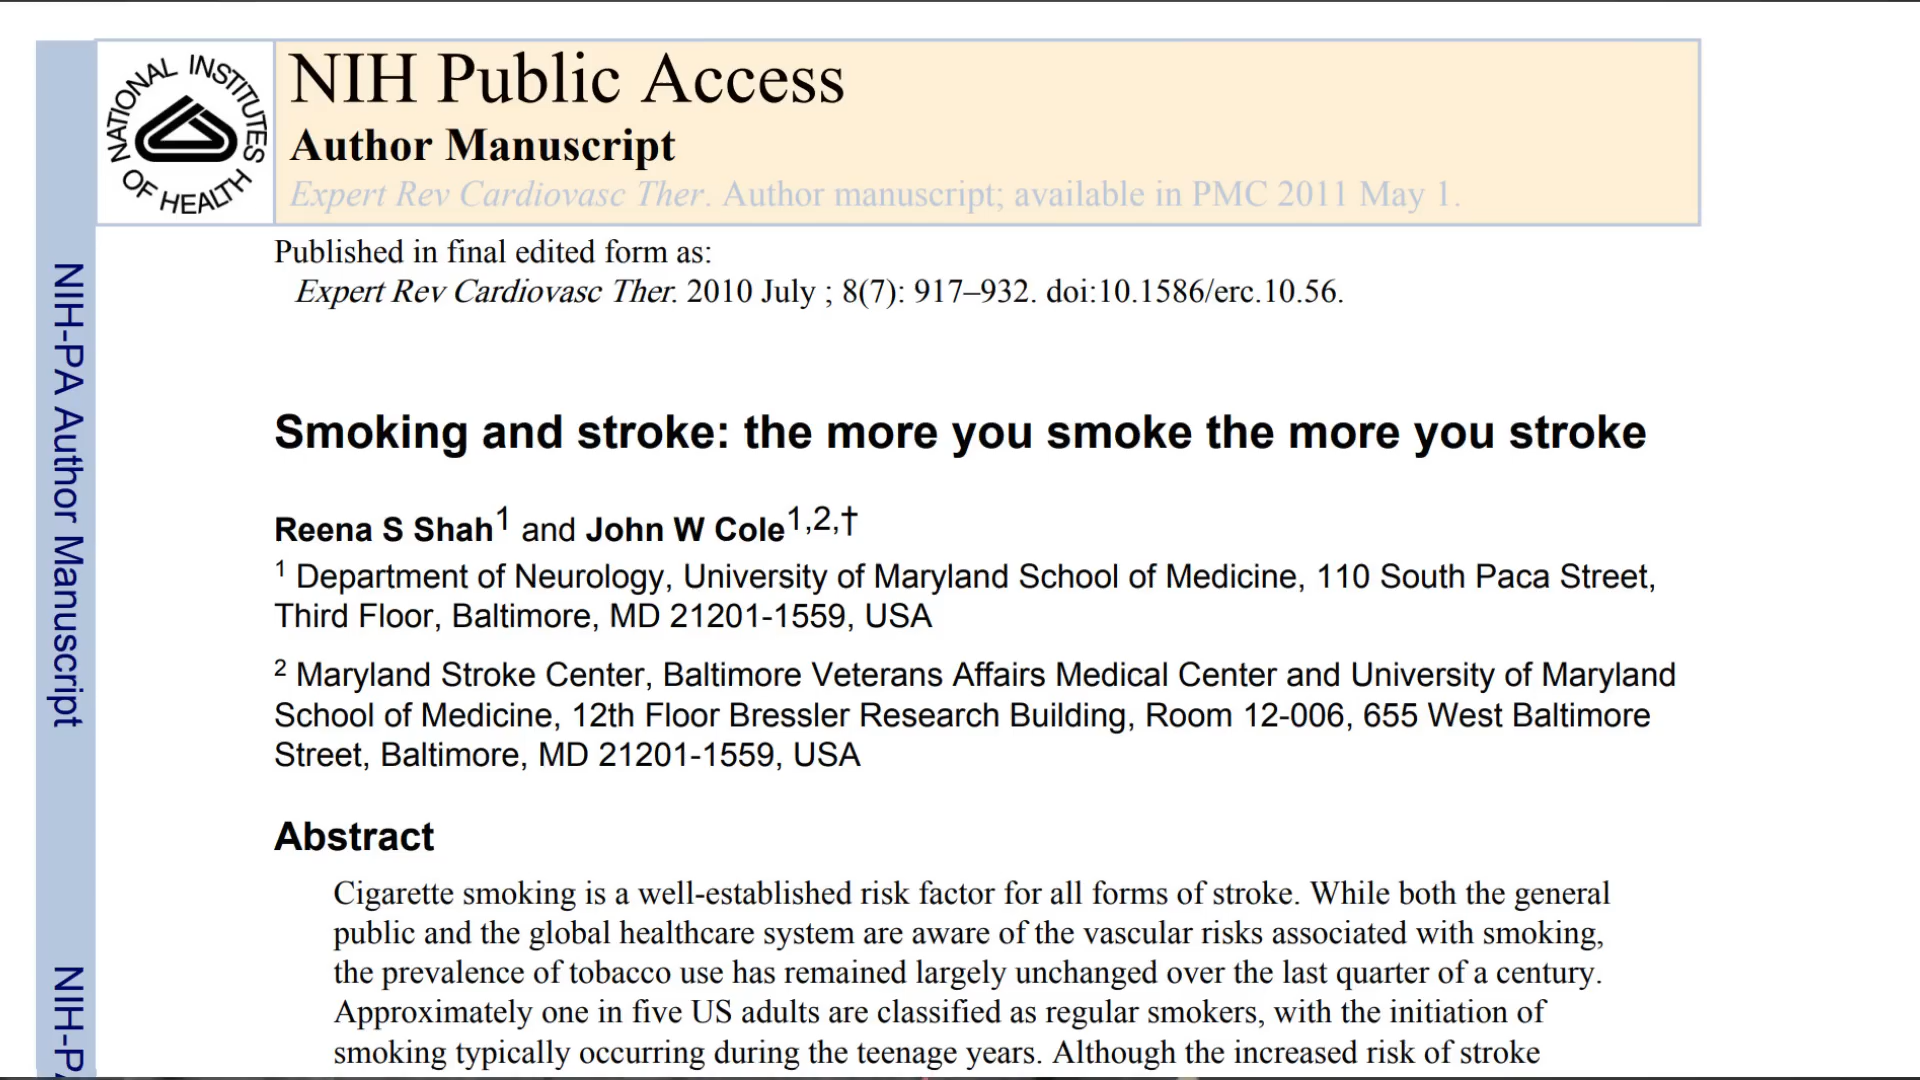 NATIONAL INSTITUTES OF HEALTH
NIH Public Access
Author Manuscript
Expert Rev Cardiovasc Ther. Author manuscript; available in PMC 2011 May 1.
Published in final edited form as:
Expert Rev Cardiovasc Ther. 2010 July ; 8(7): 917–932. doi:10.1586/erc.10.56.
Smoking and stroke: the more you smoke the more you stroke
Reena S Shah1 and John W Cole1,2,†
1 Department of Neurology, University of Maryland School of Medicine, 110 South Paca Street,
Third Floor, Baltimore, MD 21201-1559, USA
2 Maryland Stroke Center, Baltimore Veterans Affairs Medical Center and University of Maryland
School of Medicine, 12th Floor Bressler Research Building, Room 12-006, 655 West Baltimore
Street, Baltimore, MD 21201-1559, USA
Abstract
Cigarette smoking is a well-established risk factor for all forms of stroke. While both the general
public and the global healthcare system are aware of the vascular risks associated with smoking,
the prevalence of tobacco use has remained largely unchanged over the last quarter of a century.
Approximately one in five US adults are classified as regular smokers, with the initiation of
smoking typically occurring during the teenage years. Although the increased risk of stroke
NIH-PA Author Manuscript
NIH-P